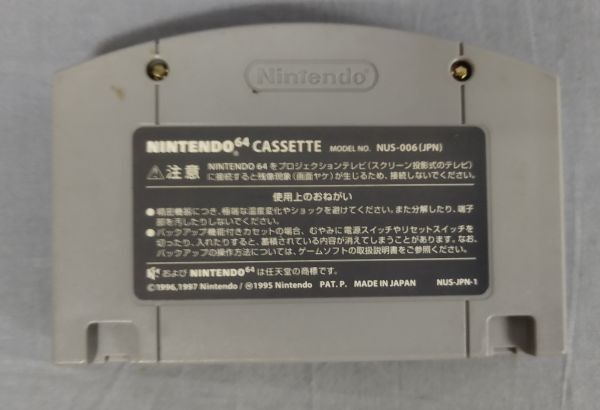 Nintendo®
NINTENDO64 CASSETTE MODEL NO. NUS-006(JPN)
⚠注意 NINTENDO 64をプロジェクションテレビ(スクリーン投影式のテレビ)
に接続すると残像現象(画面ヤケ)が生じるため、接続しないでください。
使用上のおねがい
●精密機器につき、極端な温度変化やショックを避けてください。また分解したり、端子
部を汚したりしないでください。
●バックアップ機能付きカセットの場合、むやみに電源スイッチやリセットスイッチを
切ったり、入れたりすると、蓄積されている内容が消えてしまうことがあります。なお、
バックアップの操作方法については、ゲームソフトの取扱説明書をご参照ください。
および NINTENDO64 は任天堂の商標です。
©1996,1997 Nintendo / Ⓜ1995 Nintendo PAT. P. MADE IN JAPAN NUS-JPN-1